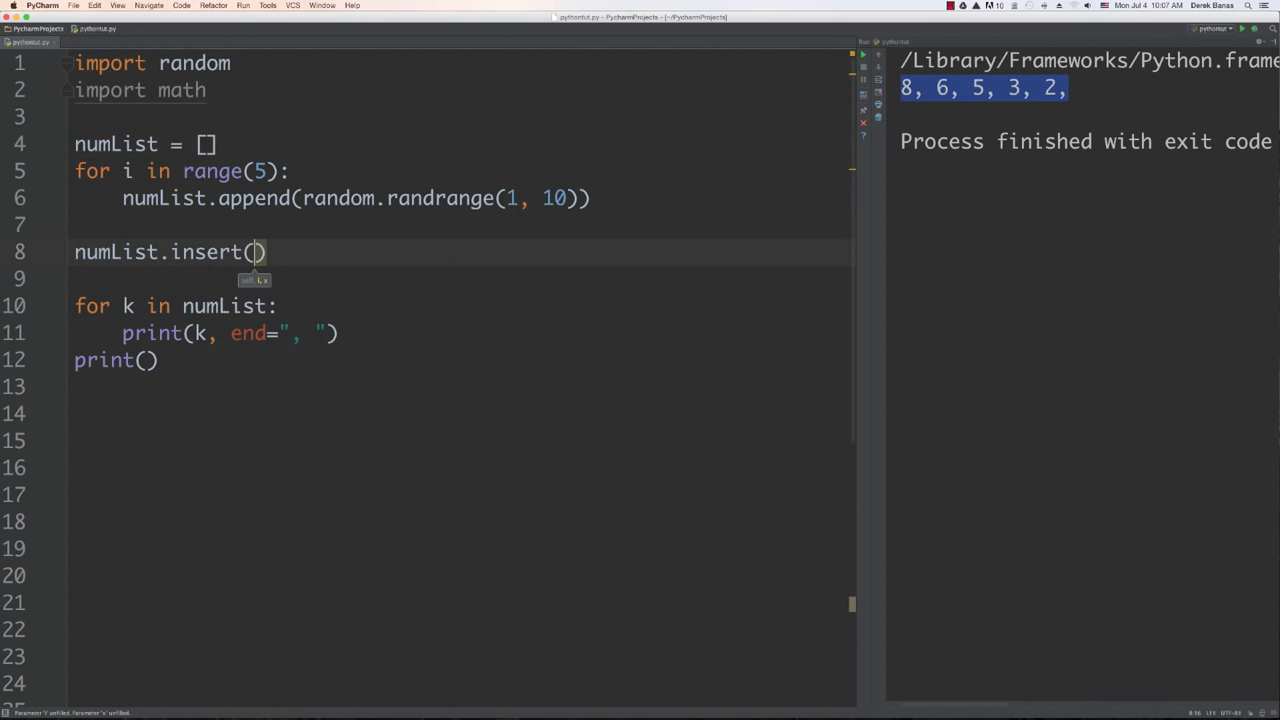 PyCharm File Edit View Navigate Code Refactor Run Tools VCS Window Help 10 Mon Jul 4 10:07 AM Derek Banas
pythontut.py - PycharmProjects - [~/PycharmProjects]
PycharmProjects pythontut.py pythontut
pythontut.py Run: pythontut
1 import random
2 import math
3
4 numList = []
5 for i in range(5):
6 numList.append(random.randrange(1, 10))
7
8 numList.insert()
self, i, x
9
10 for k in numList:
11 print(k, end=", ")
12 print()
13
14
15
16
17
18
19
20
21
22
23
24
25
/Library/Frameworks/Python.frame
8, 6, 5, 3, 2,
Process finished with exit code
Parameter 'i' unfilled. Parameter 'x' unfilled. 8:16 LF‡